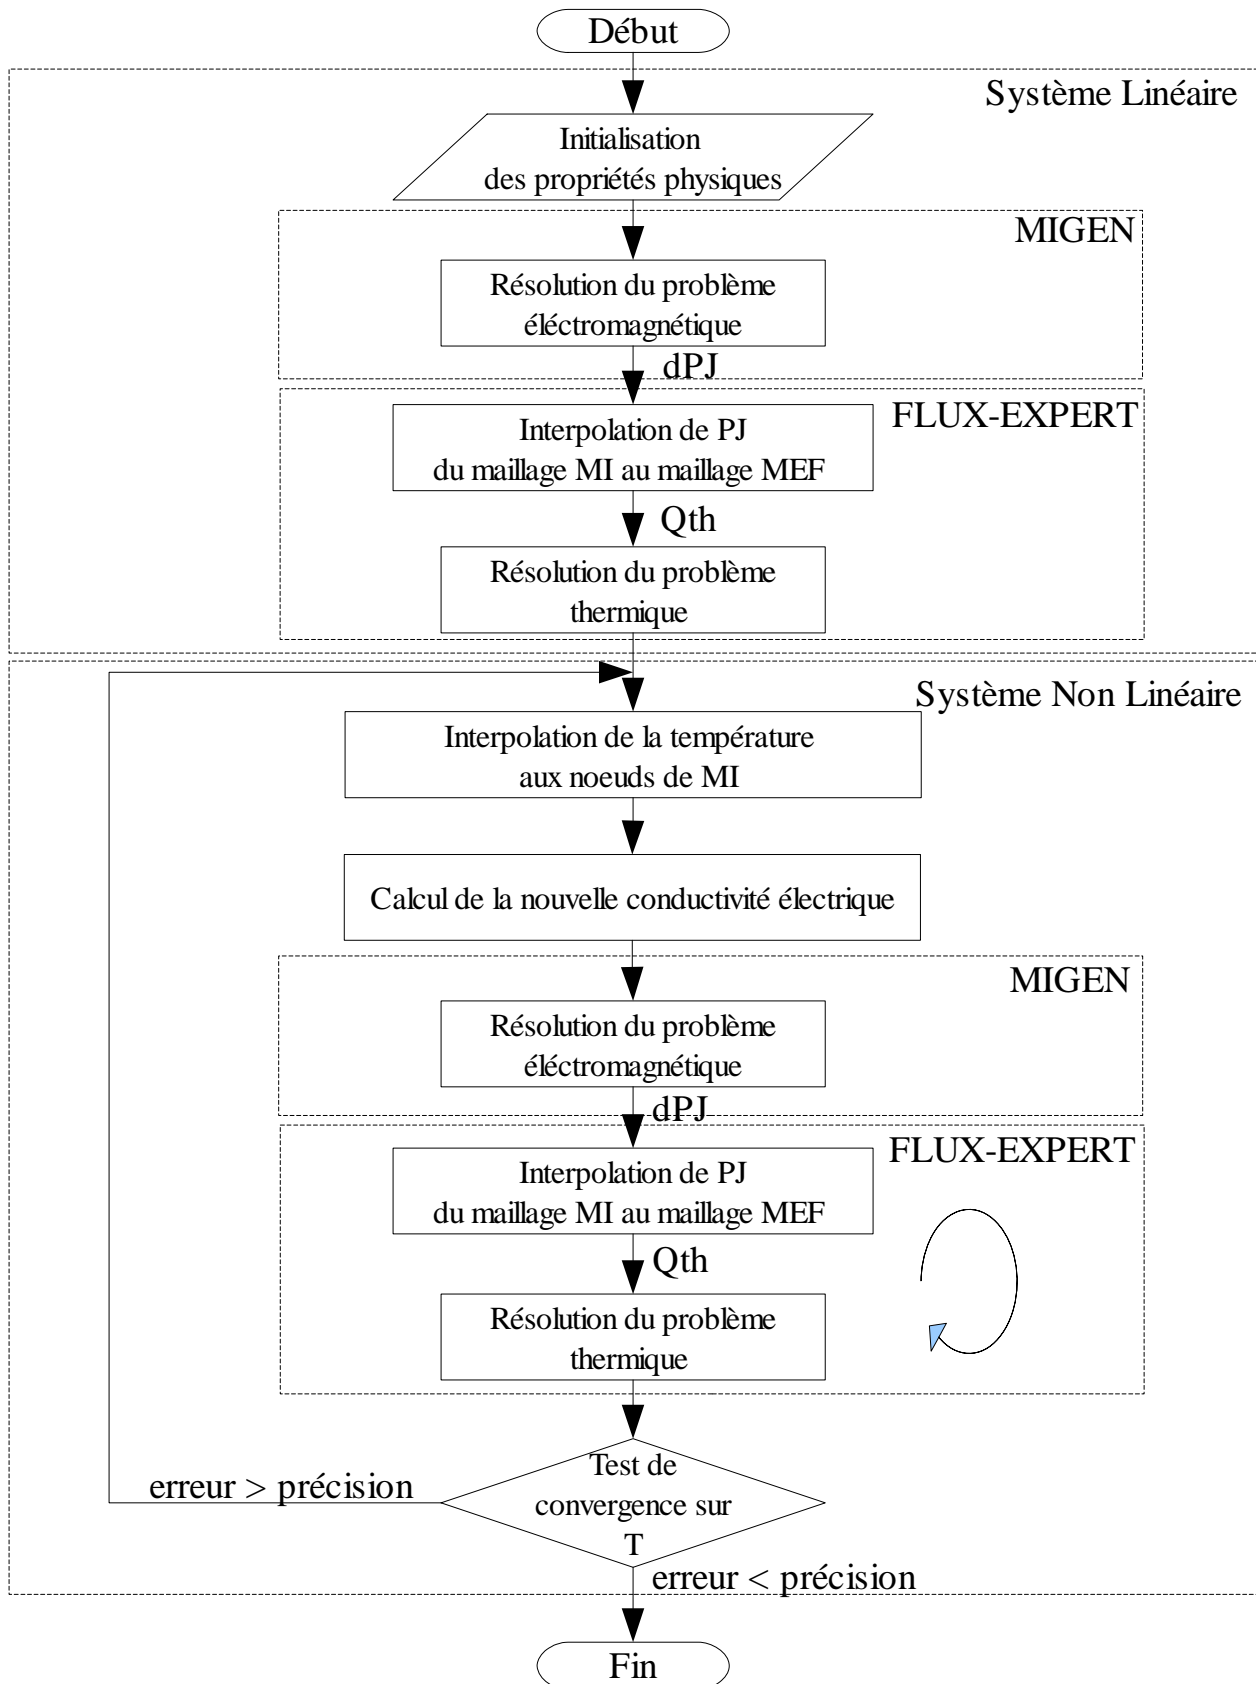 Début
Système Linéaire
Initialisation
des propriétés physiques
MIGEN
Résolution du problème
éléctromagnétique
dPJ
FLUX-EXPERT
Interpolation de PJ
du maillage MI au maillage MEF
Qth
Résolution du problème
thermique
Système Non Linéaire
Interpolation de la température
aux noeuds de MI
Calcul de la nouvelle conductivité électrique
MIGEN
Résolution du problème
éléctromagnétique
dPJ
FLUX-EXPERT
Interpolation de PJ
du maillage MI au maillage MEF
Qth
Résolution du problème
thermique
erreur > précision
Test de
convergence sur
T
erreur < précision
Fin